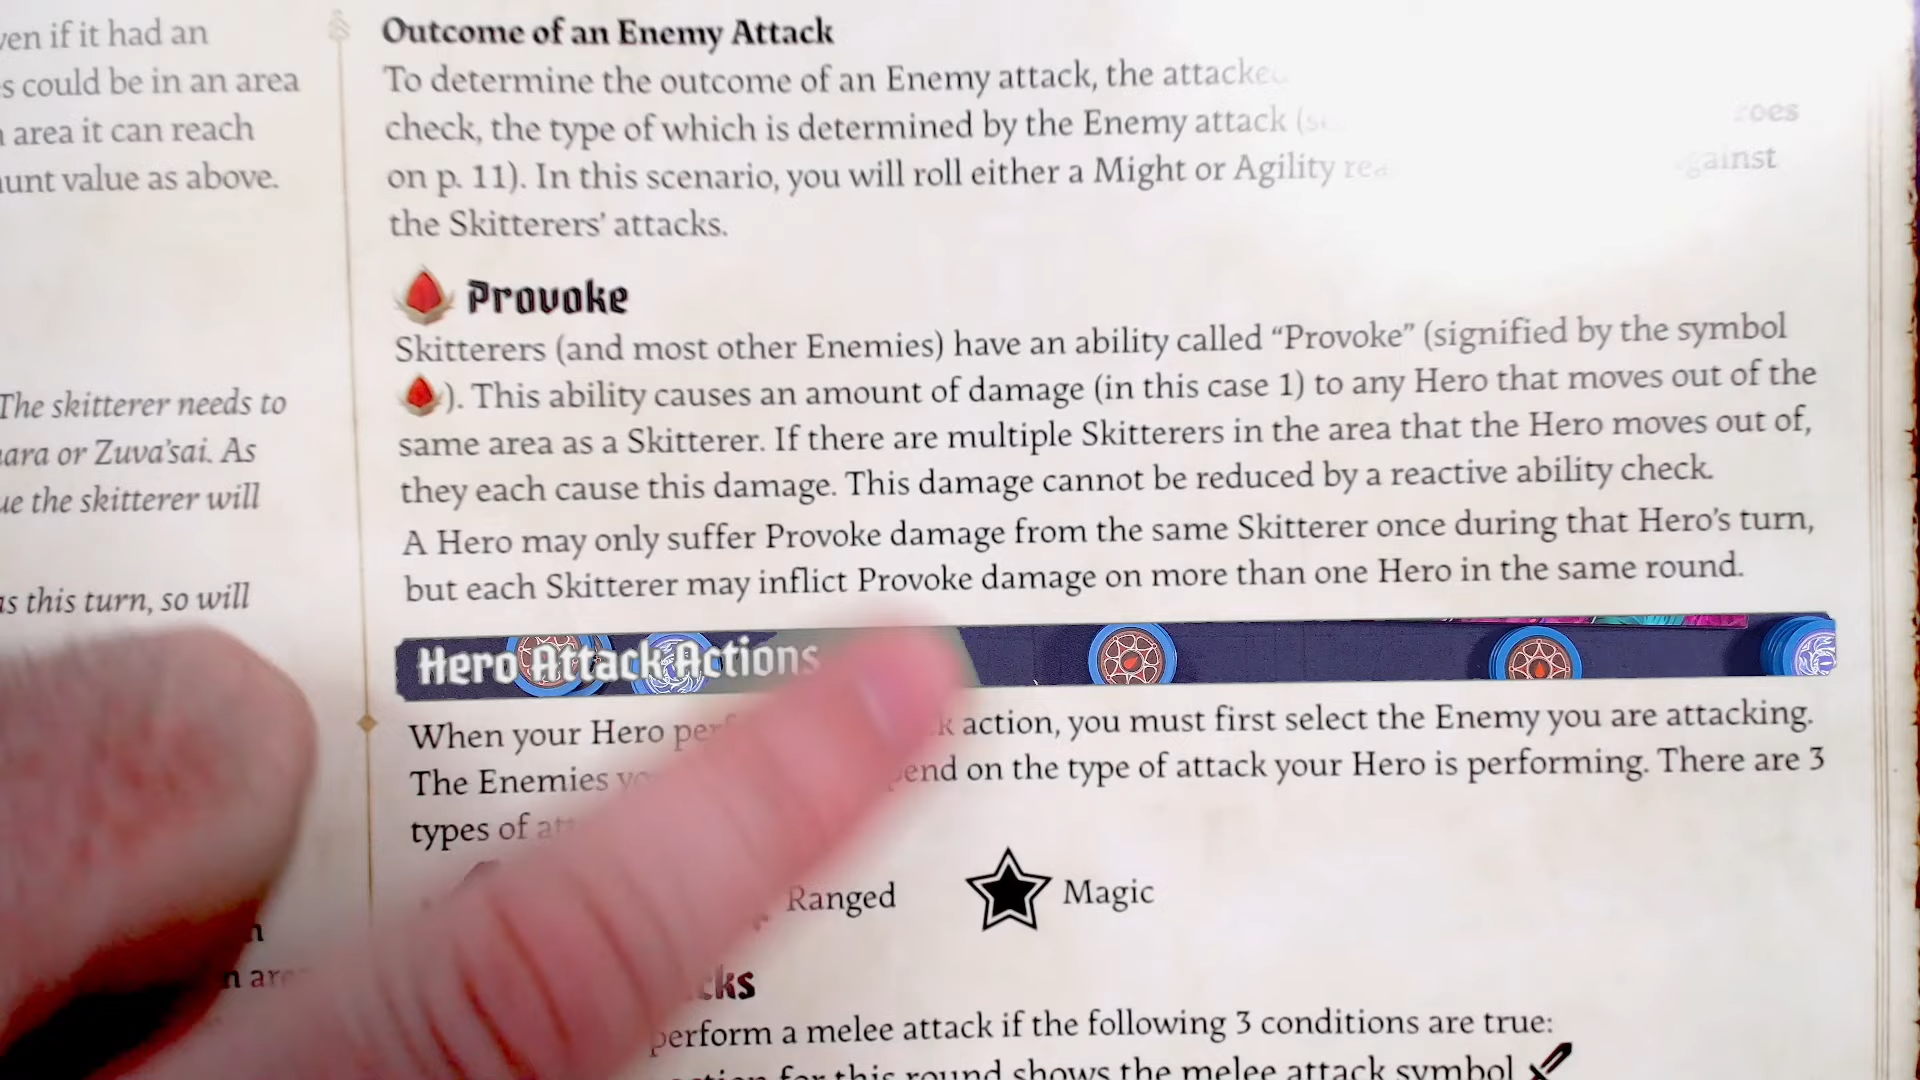 ven if it had an
s could be in an area
area it can reach
unt value as above.
The skitterer needs to
ara or Zuva'sai. As
ue the skitterer will
s this turn, so will
Outcome of an Enemy Attack
To determine the outcome of an Enemy attack, the attacked
check, the type of which is determined by the Enemy attack
on p. 11). In this scenario, you will roll either a Might or Agility
the Skitterers' attacks.
Provoke
Skitterers (and most other Enemies) have an ability called “Provoke” (signified by the symbol
). This ability causes an amount of damage (in this case 1) to any Hero that moves out of the
same area as a Skitterer. If there are multiple Skitterers in the area that the Hero moves out of,
they each cause this damage. This damage cannot be reduced by a reactive ability check.
A Hero may only suffer Provoke damage from the same Skitterer once during that Hero's turn,
but each Skitterer may inflict Provoke damage on more than one Hero in the same round.
Hero Attack Actions
When your Hero action, you must first select the Enemy you are attacking.
The Enemies end on the type of attack your Hero is performing. There are 3
types of
Ranged Magic
cks
perform a melee attack if the following 3 conditions are true:
for this round shows the melee attack symbol